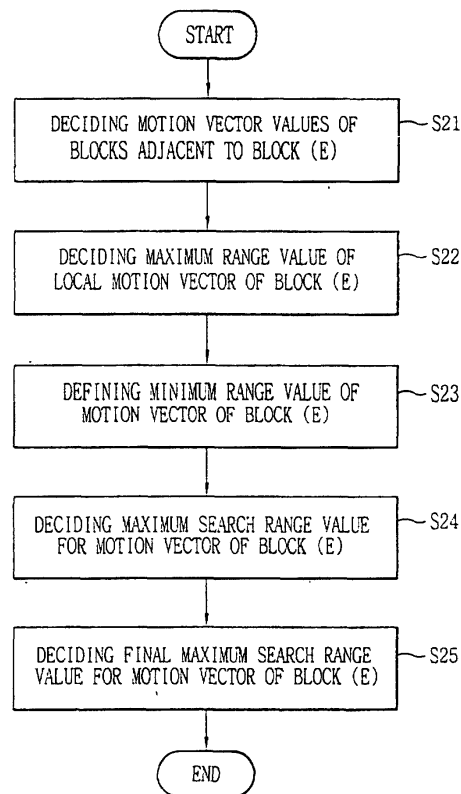 START
DECIDING MOTION VECTOR VALUES OF
BLOCKS ADJACENT TO BLOCK (E)
S21
DECIDING MAXIMUM RANGE VALUE OF
LOCAL MOTION VECTOR OF BLOCK (E)
S22
DEFINING MINIMUM RANGE VALUE OF
MOTION VECTOR OF BLOCK (E)
S23
DECIDING MAXIMUM SEARCH RANGE VALUE
FOR MOTION VECTOR OF BLOCK (E)
S24
DECIDING FINAL MAXIMUM SEARCH RANGE
VALUE FOR MOTION VECTOR OF BLOCK (E)
S25
END